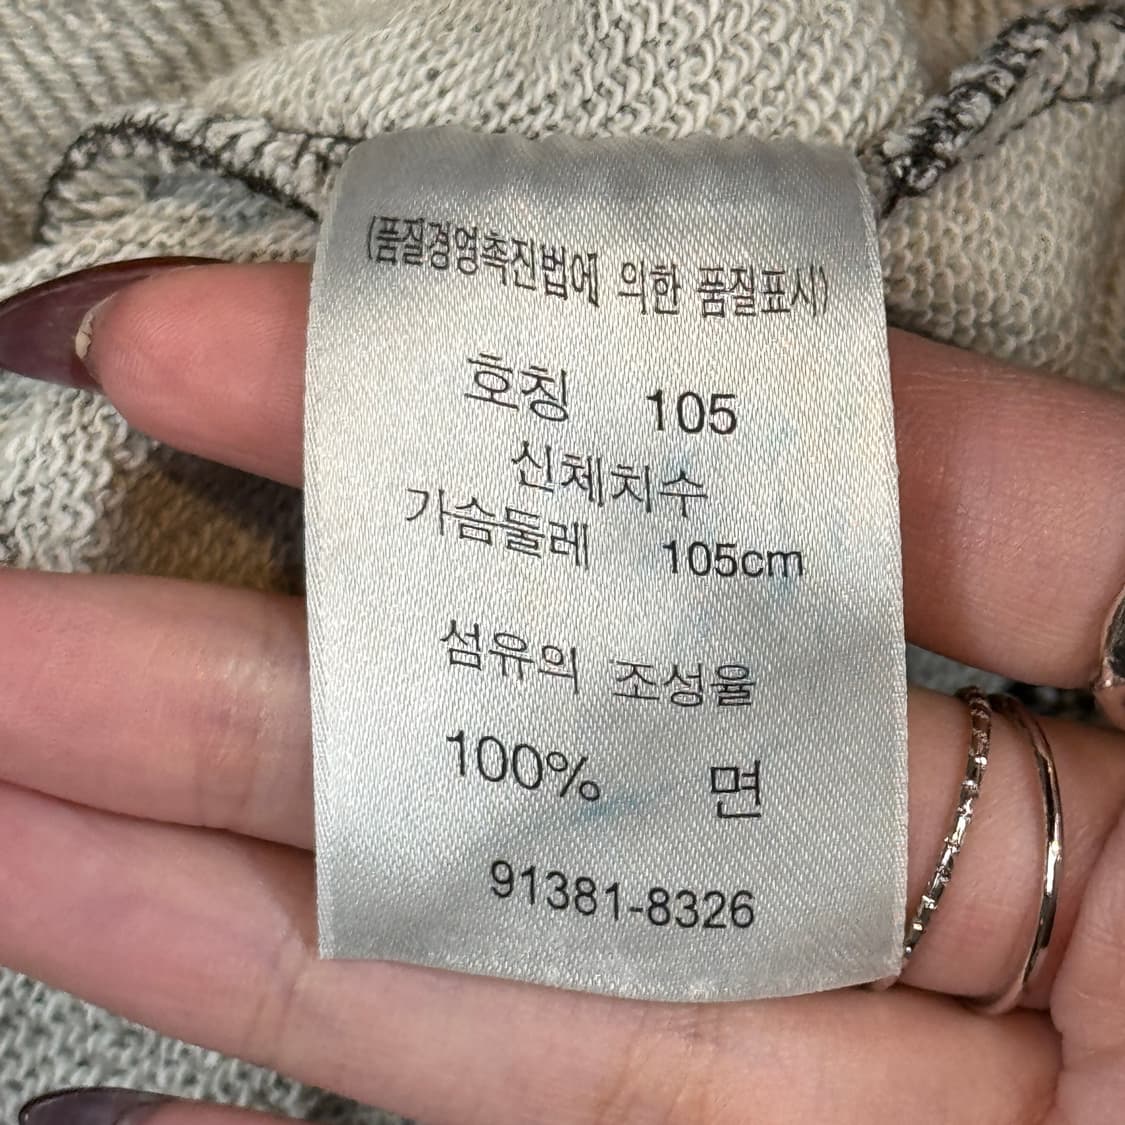 (품질경영촉진법에 의한 품질표시)
호칭 105
신체치수
가슴둘레 105cm
섬유의 조성율
100% 면
91381-8326